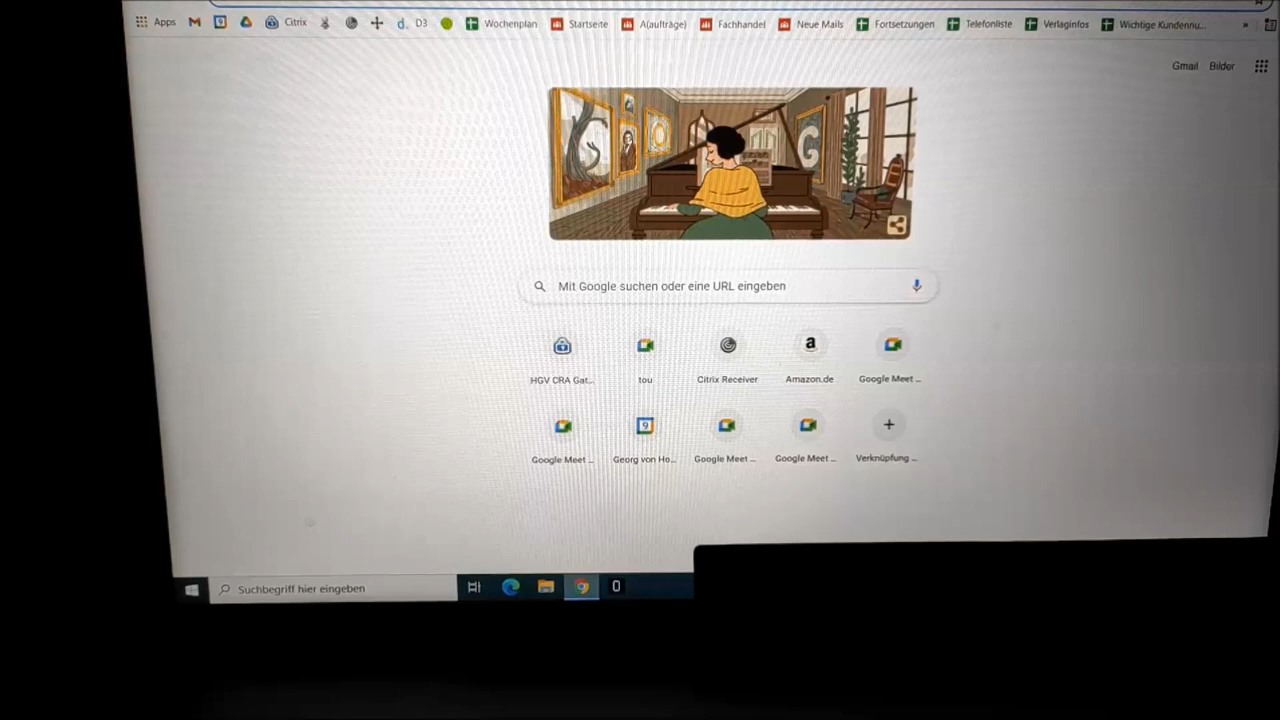 Apps Citrix D3 Wochenplan Startseite A(aufträge) Fachhandel Neue Mails Fortsetzungen Telefonliste Verlaginfos Wichtige Kundennu... »
Gmail Bilder
G
Mit Google suchen oder eine URL eingeben
HGV CRA Gat... tou Citrix Receiver Amazon.de Google Meet ...
Google Meet ... Georg von Ho... Google Meet ... Google Meet ... Verknüpfung ...
Suchbegriff hier eingeben